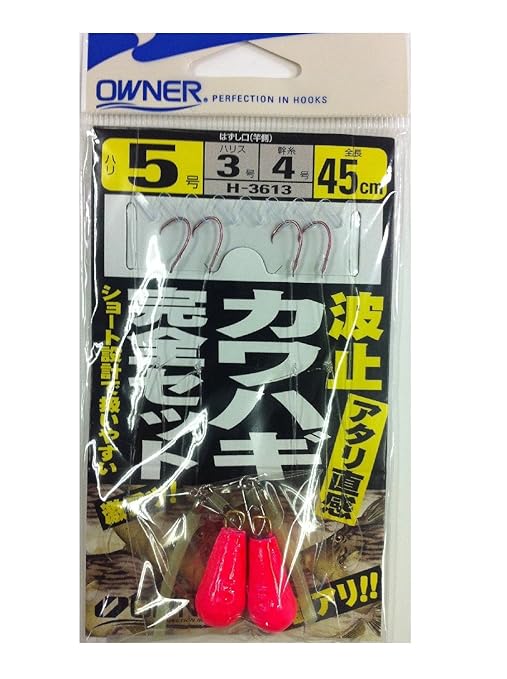 OWNER® PERFECTION IN HOOKS
はずし口(竿側)
ハリ 5号
ハリス 3号
幹糸 4号
全長 45cm
H-3613
波止
アタリ直感
カワハギ
完全セット
ショート設計で扱いやすい
アリ!!